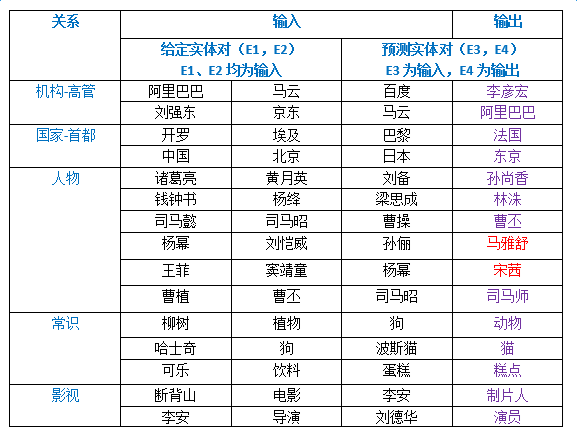 关系 输入 输出
给定实体对（E1，E2） 预测实体对（E3，E4）
E1、E2 均为输入 E3 为输入，E4 为输出
机构-高管 阿里巴巴 马云 百度 李彦宏
刘强东 京东 马云 阿里巴巴
国家-首都 开罗 埃及 巴黎 法国
中国 北京 日本 东京
人物 诸葛亮 黄月英 刘备 孙尚香
钱钟书 杨绛 梁思成 林洙
司马懿 司马昭 曹操 曹丕
杨幂 刘恺威 孙俪 马雅舒
王菲 窦靖童 杨幂 宋茜
曹植 曹丕 司马昭 司马师
常识 柳树 植物 狗 动物
哈士奇 狗 波斯猫 猫
可乐 饮料 蛋糕 糕点
影视 断背山 电影 李安 制片人
李安 导演 刘德华 演员